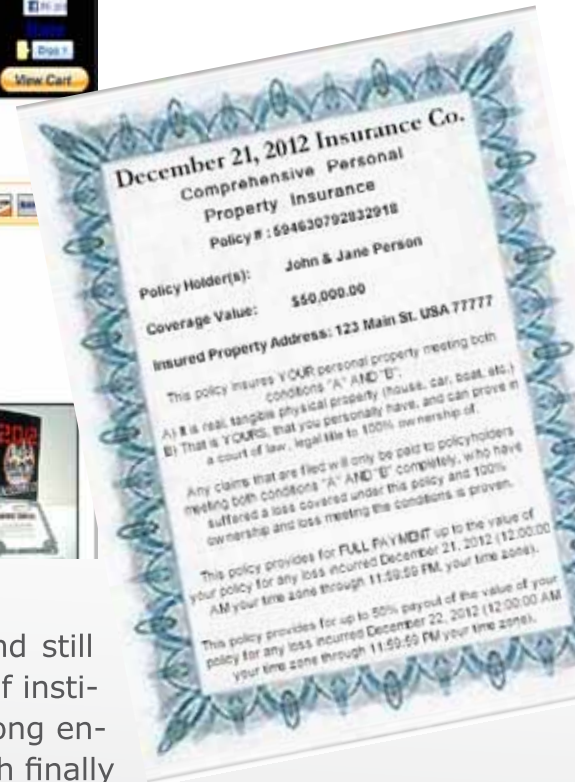 View Cart
December 21, 2012 Insurance Co.
Comprehensive Personal
Property Insurance
Policy # : 594630792832918
Policy Holder(s): John & Jane Person
Coverage Value: $50,000.00
Insured Property Address: 123 Main St. USA 77777
This policy insures YOUR personal property meeting both
conditions "A" AND "B":
A) It is real, tangible physical property (house, car, boat, etc.)
B) That is YOURS, that you personally have, and can prove in
a court of law, legal title to 100% ownership of.
Any claims that are filed will only be paid to policyholders
meeting both conditions "A" AND "B" completely, who have
suffered a loss covered under this policy and 100%
ownership and loss meeting the conditions is proven.
This policy provides for FULL PAYMENT up to the value of
your policy for any loss incurred December 21, 2012 (12:00:00
AM your time zone through 11:59:59 PM, your time zone).
This policy provides for up to 50% payout of the value of your
policy for any loss incurred December 22, 2012 (12:00:00 AM
your time zone through 11:59:59 PM your time zone).
nd still
f insti-
ong en-
h finally